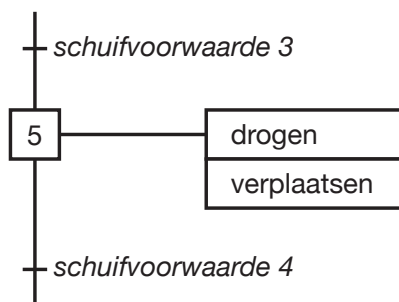 schuifvoorwaarde 3
5
drogen
verplaatsen
schuifvoorwaarde 4